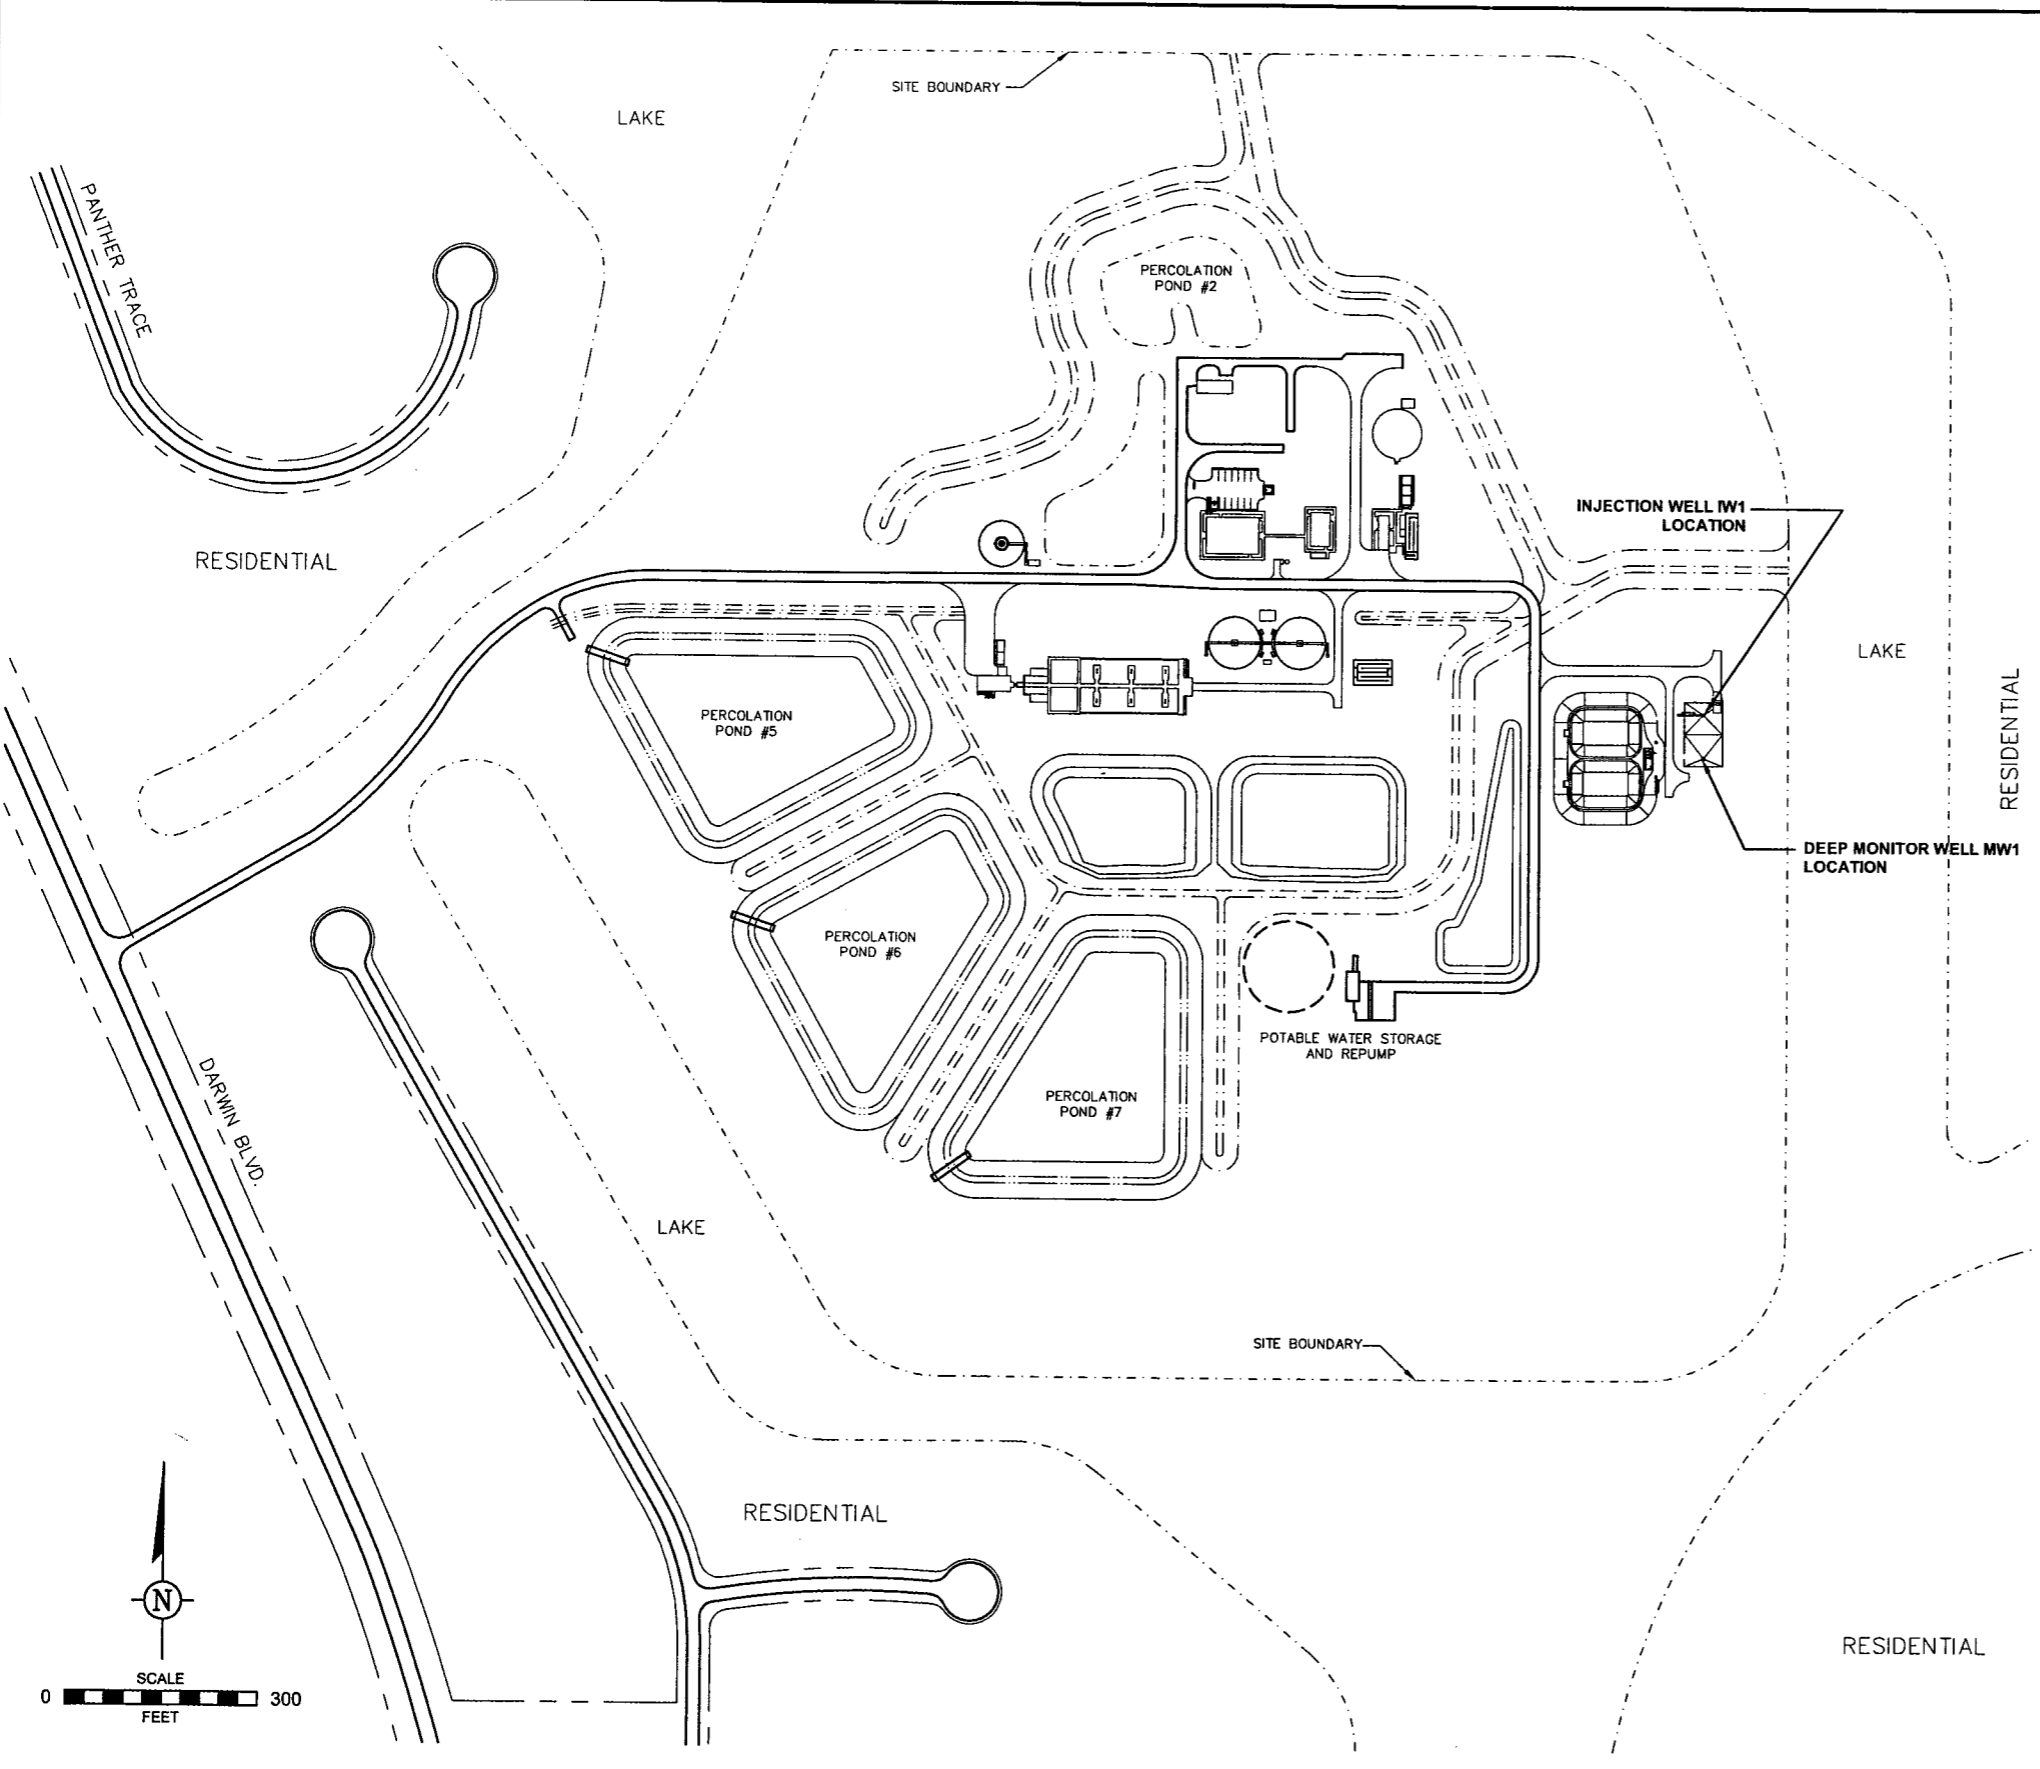 SITE BOUNDARY
LAKE
PANTHER TRACE
PERCOLATION
POND #2
INJECTION WELL IW1
LOCATION
RESIDENTIAL
LAKE
RESIDENTIAL
PERCOLATION
POND #5
DEEP MONITOR WELL MW1
LOCATION
PERCOLATION
POND #6
POTABLE WATER STORAGE
AND REPUMP
PERCOLATION
POND #7
DARWIN BLVD.
LAKE
SITE BOUNDARY
RESIDENTIAL
N
RESIDENTIAL
SCALE
0 300
FEET